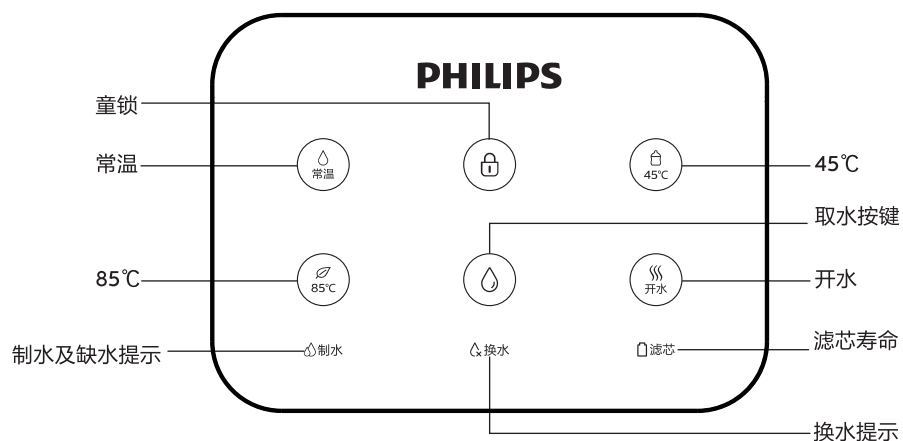 PHILIPS
童锁
常温
常温
45℃
45℃
取水按键
85℃
85℃
开水
开水
制水及缺水提示
制水
换水
滤芯
滤芯寿命
换水提示